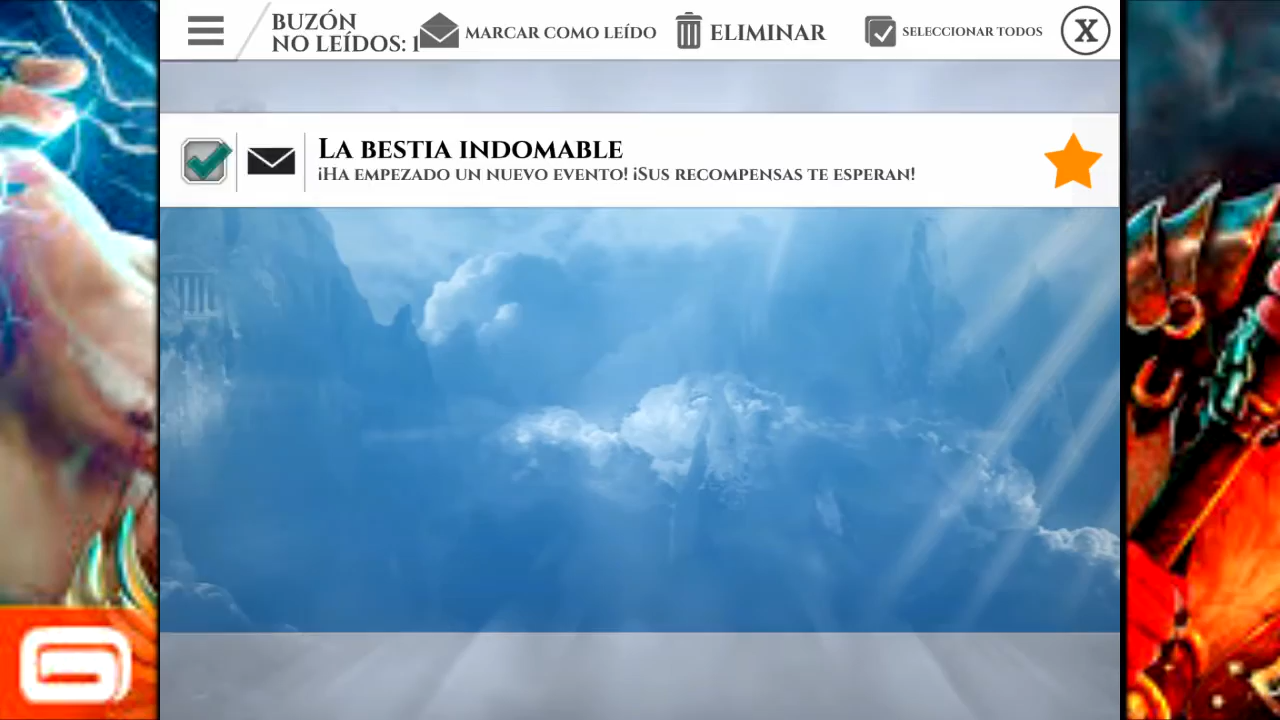 BUZÓN
NO LEÍDOS: 1
MARCAR COMO LEÍDO
ELIMINAR
SELECCIONAR TODOS
X
LA BESTIA INDOMABLE
¡HA EMPEZADO UN NUEVO EVENTO! ¡SUS RECOMPENSAS TE ESPERAN!